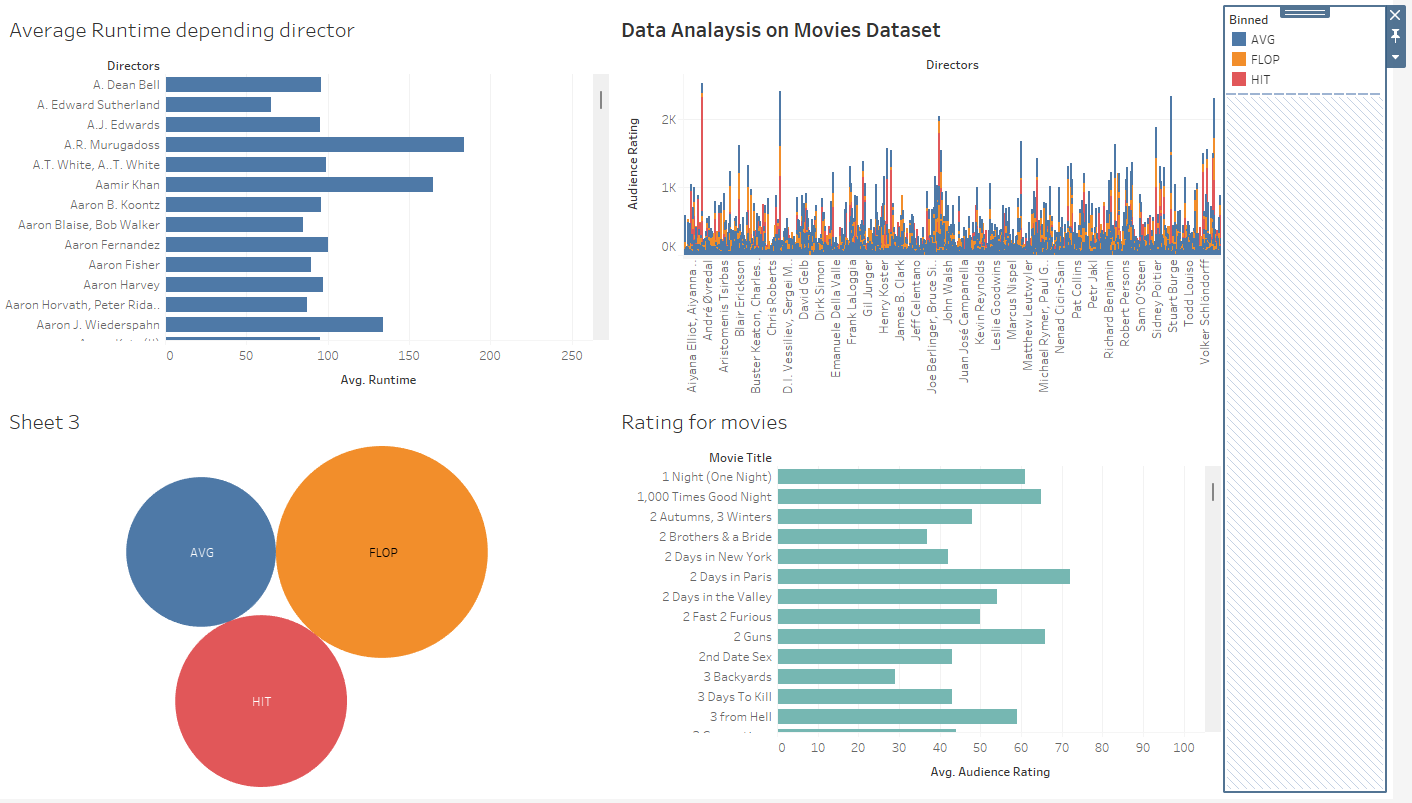 Average Runtime depending director
Directors
A. Dean Bell
A. Edward Sutherland
A.J. Edwards
A.R. Murugadoss
A.T. White, A..T. White
Aamir Khan
Aaron B. Koontz
Aaron Blaise, Bob Walker
Aaron Fernandez
Aaron Fisher
Aaron Harvey
Aaron Horvath, Peter Rida..
Aaron J. Wiederspahn
0 50 100 150 200 250
Avg. Runtime
Data Analaysis on Movies Dataset
Directors
Audience Rating
2K
1K
0K
Aiyana Elliot, Aiyanna ..
André Øvredal
Aristomenis Tsirbas
Blair Erickson
Buster Keaton, Charles..
Chris Roberts
D.I. Vessiliev, Sergei M..
David Gelb
Dirk Simon
Emanuele Della Valle
Frank LaLoggia
Gil Junger
Henry Koster
James B. Clark
Jeff Celentano
Joe Berlinger, Bruce Si..
John Walsh
Juan José Campanella
Kevin Reynolds
Leslie Goodwins
Marcus Nispel
Matthew Leutwyler
Michael Rymer, Paul G..
Nenad Cicin-Sain
Pat Collins
Petr Jakl
Richard Benjamin
Robert Persons
Sam O'Steen
Sidney Poitier
Stuart Burge
Todd Louiso
Volker Schlöndorff
Binned
AVG
FLOP
HIT
Sheet 3
AVG
FLOP
HIT
Rating for movies
Movie Title
1 Night (One Night)
1,000 Times Good Night
2 Autumns, 3 Winters
2 Brothers & a Bride
2 Days in New York
2 Days in Paris
2 Days in the Valley
2 Fast 2 Furious
2 Guns
2nd Date Sex
3 Backyards
3 Days To Kill
3 from Hell
0 10 20 30 40 50 60 70 80 90 100
Avg. Audience Rating